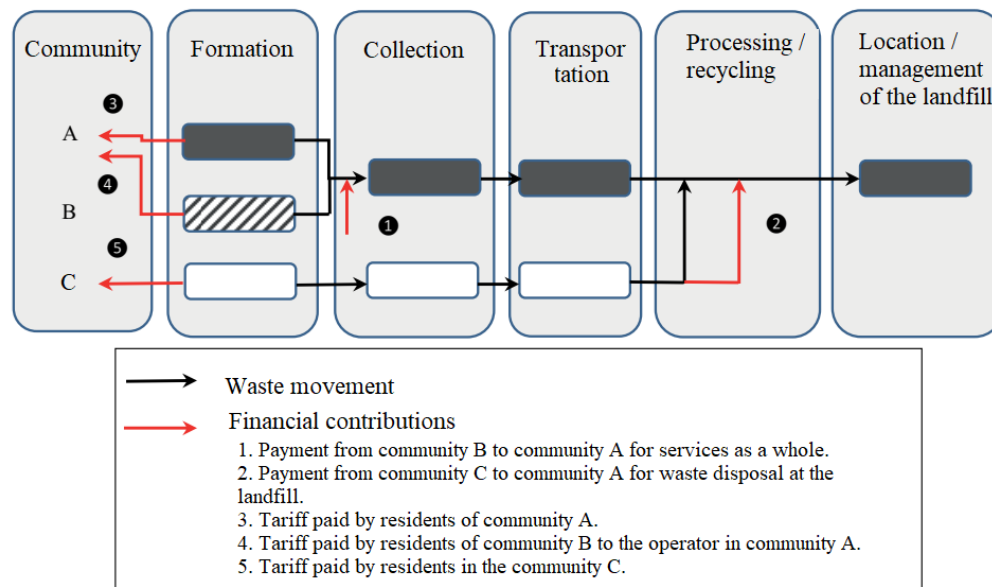 Community
Formation
Collection
Transpor
tation
Processing /
recycling
Location /
management
of the landfill
3
A
4
B
1
2
5
C
Waste movement
Financial contributions
1. Payment from community B to community A for services as a whole.
2. Payment from community C to community A for waste disposal at the
landfill.
3. Tariff paid by residents of community A.
4. Tariff paid by residents of community B to the operator in community A.
5. Tariff paid by residents in the community C.